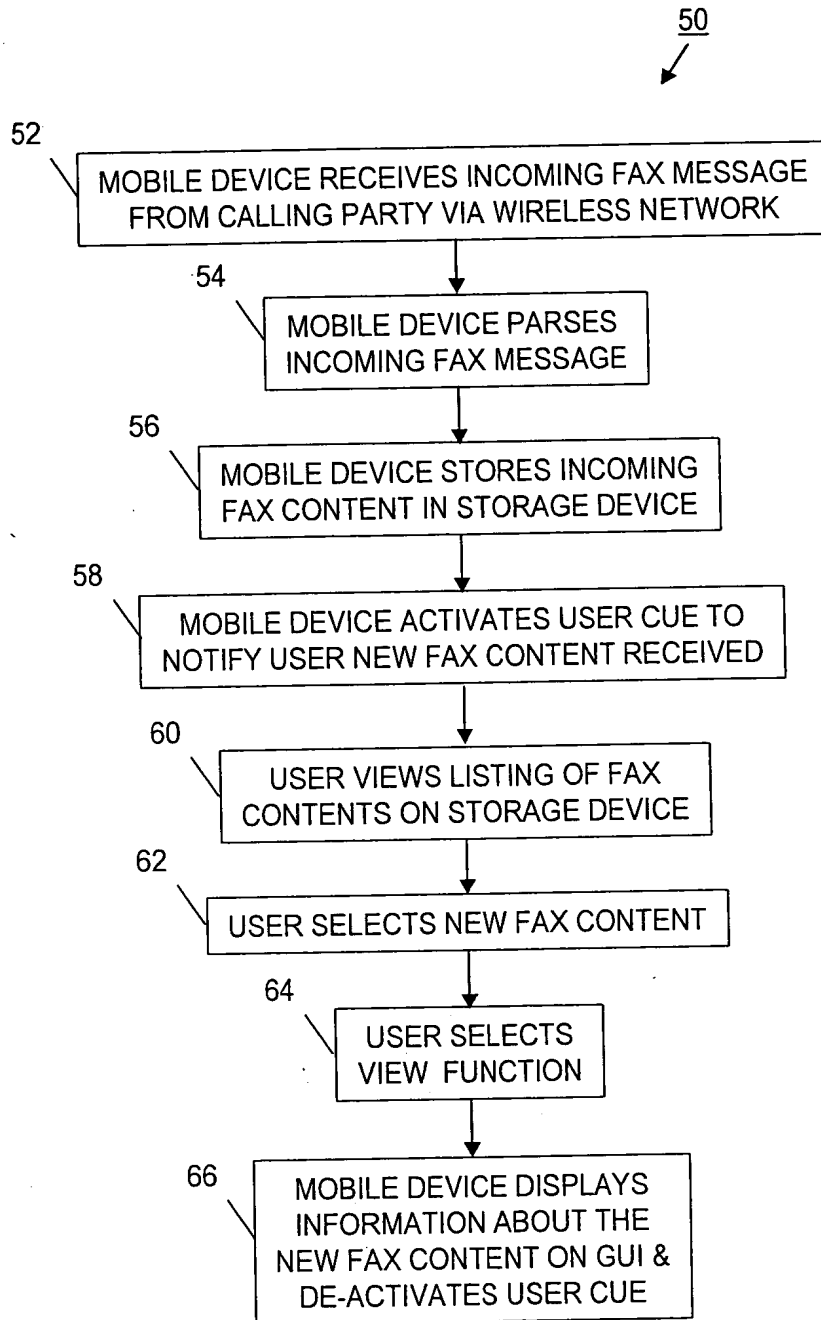 50
52
MOBILE DEVICE RECEIVES INCOMING FAX MESSAGE
FROM CALLING PARTY VIA WIRELESS NETWORK
54
MOBILE DEVICE PARSES
INCOMING FAX MESSAGE
56
MOBILE DEVICE STORES INCOMING
FAX CONTENT IN STORAGE DEVICE
58
MOBILE DEVICE ACTIVATES USER CUE TO
NOTIFY USER NEW FAX CONTENT RECEIVED
60
USER VIEWS LISTING OF FAX
CONTENTS ON STORAGE DEVICE
62
USER SELECTS NEW FAX CONTENT
64
USER SELECTS
VIEW FUNCTION
66
MOBILE DEVICE DISPLAYS
INFORMATION ABOUT THE
NEW FAX CONTENT ON GUI &
DE-ACTIVATES USER CUE